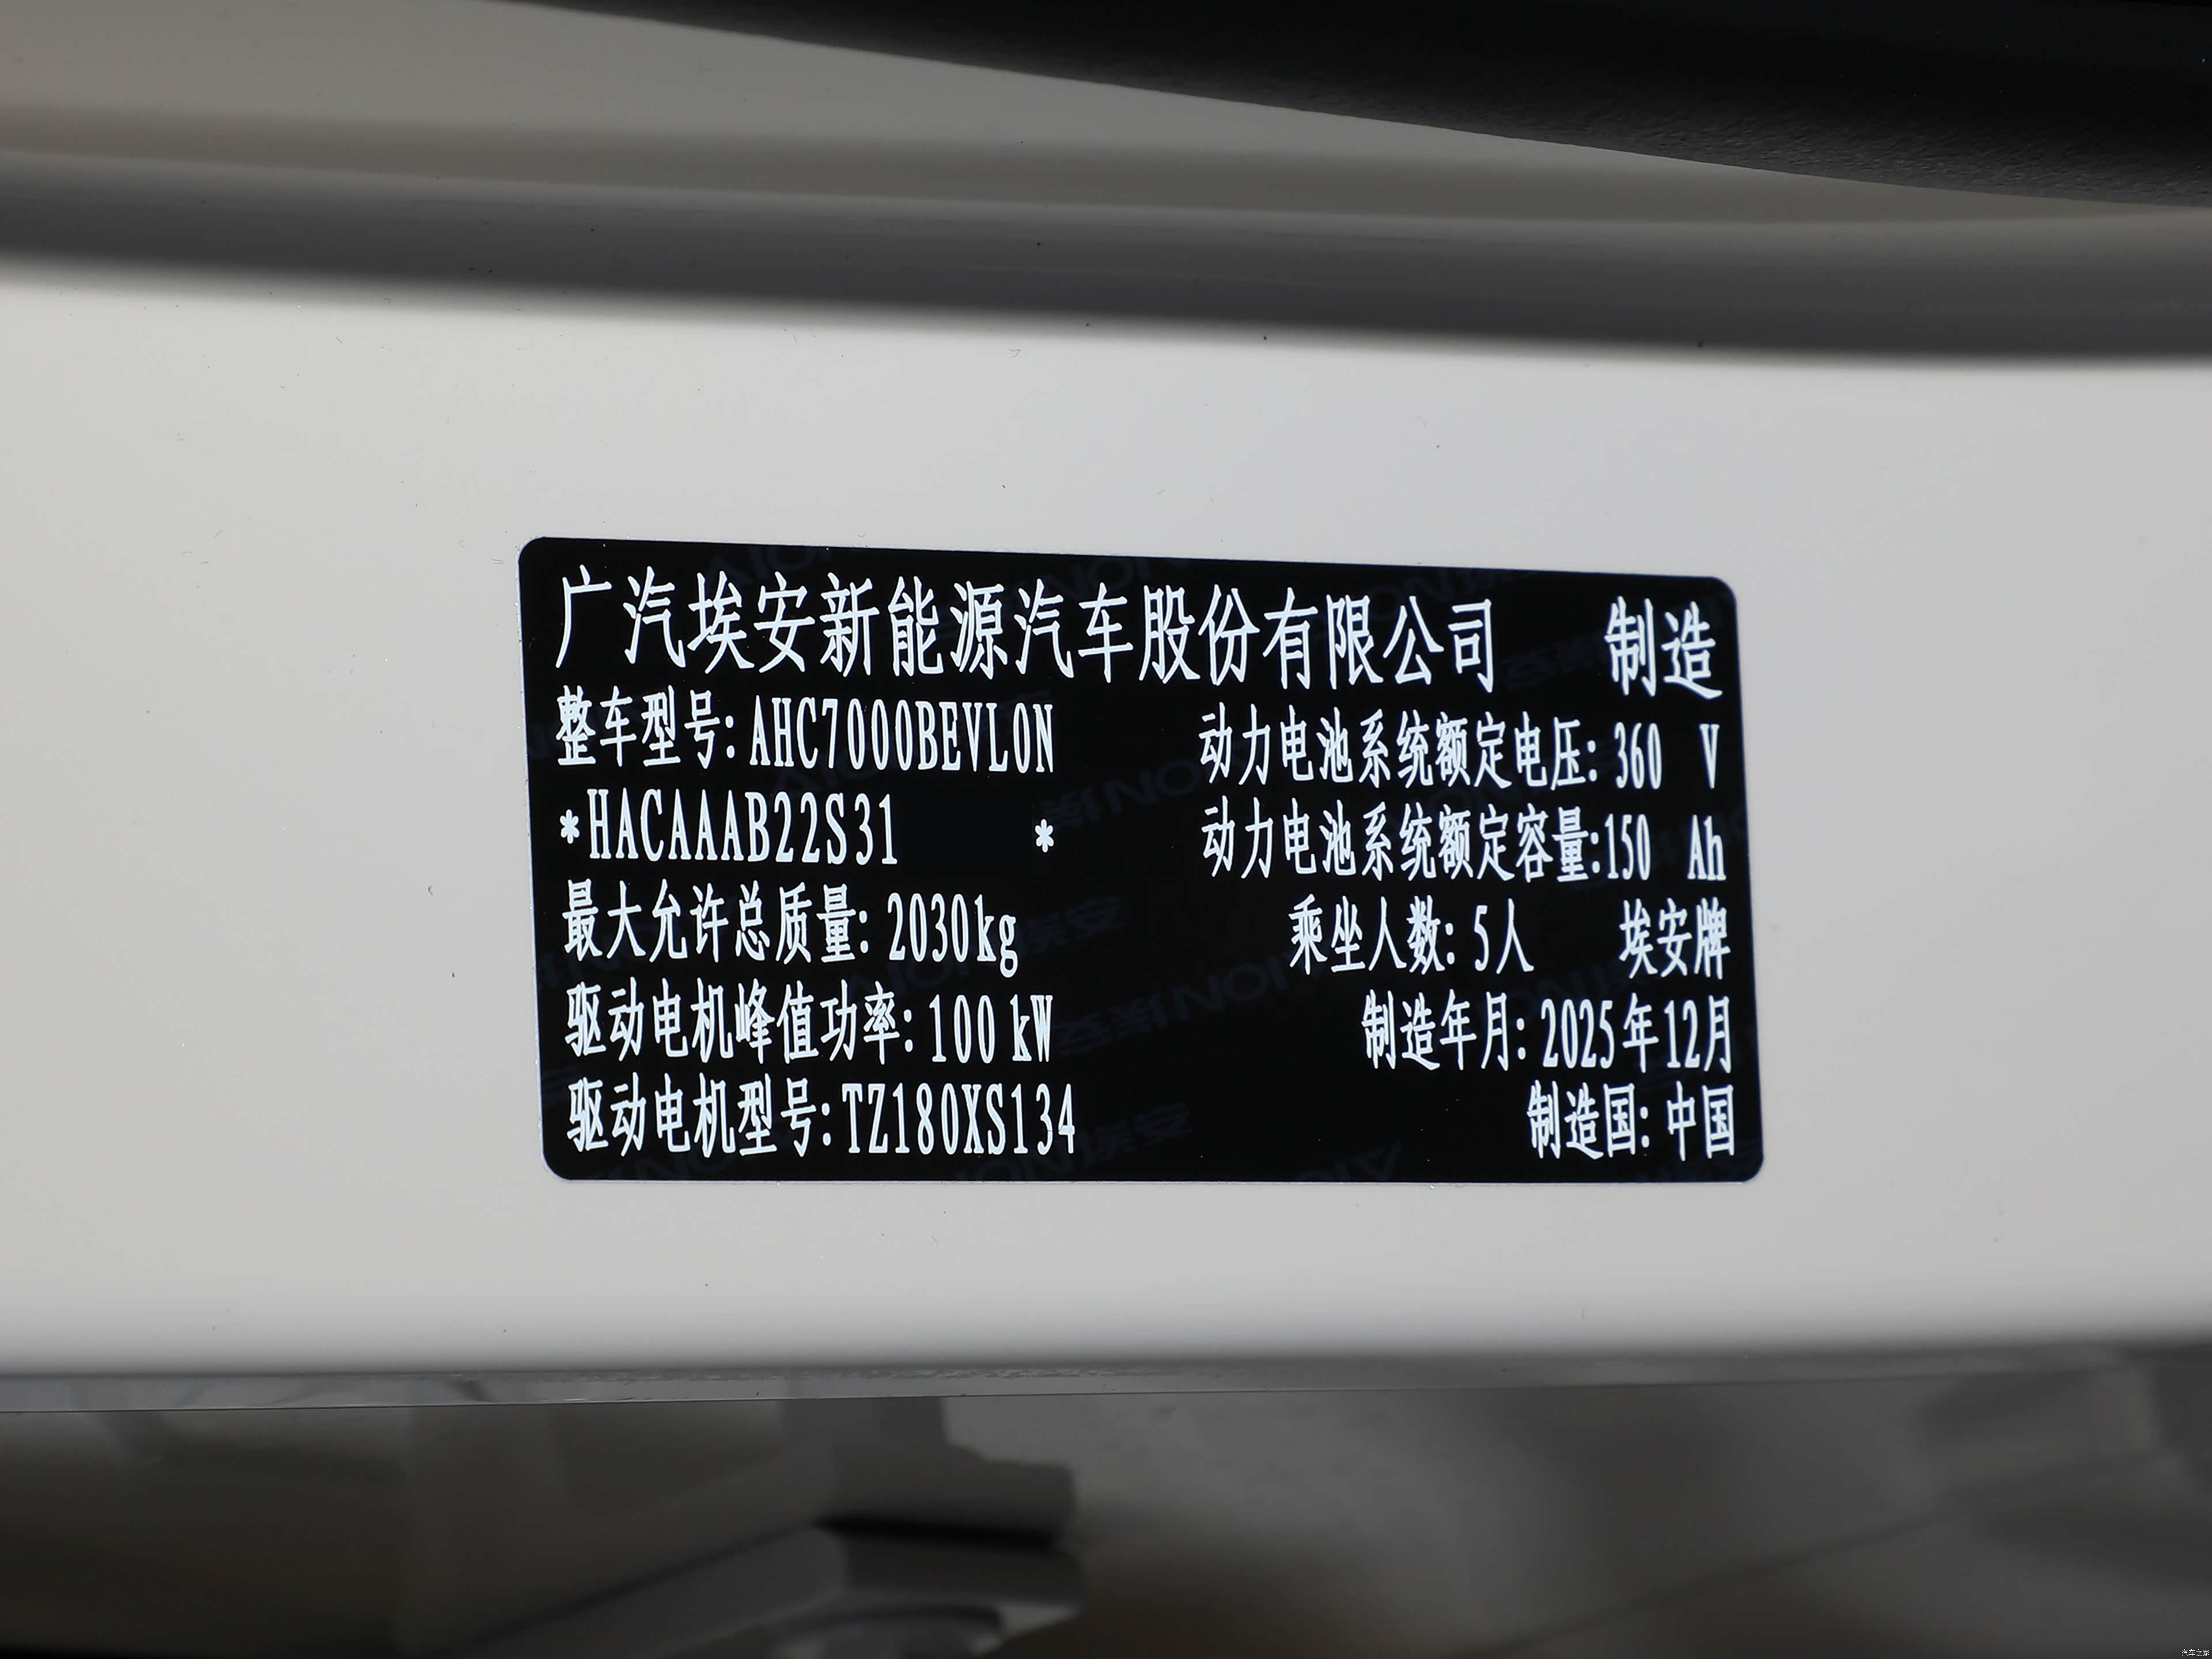 广汽埃安新能源汽车股份有限公司 制造
整车型号: AHC7000BEVL0N 动力电池系统额定电压: 360 V
*HACAAAB22S31 * 动力电池系统额定容量:150 Ah
最大允许总质量: 2030kg 乘坐人数: 5人 埃安牌
驱动电机峰值功率: 100 kW 制造年月: 2025年12月
驱动电机型号: TZ180XS134 制造国: 中国
汽车之家